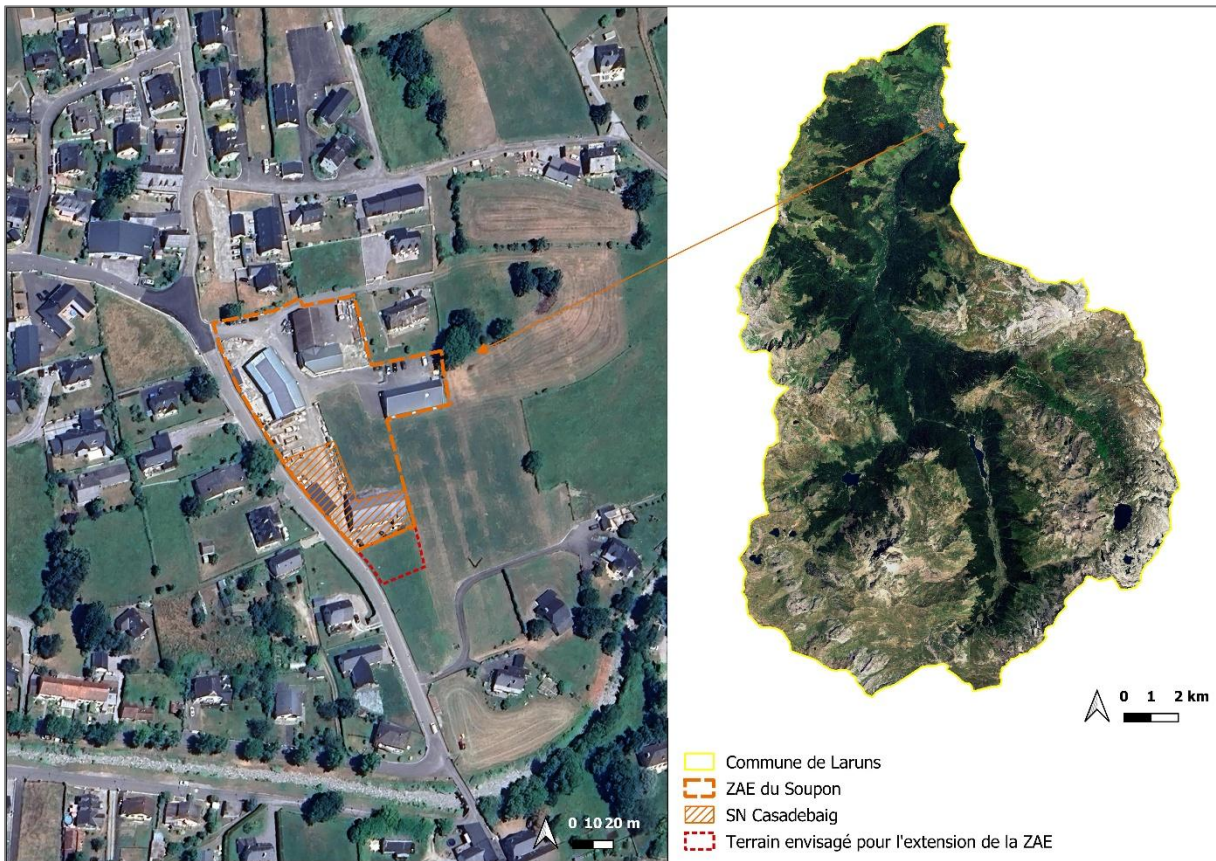 0 10 20 m
0 1 2 km
Commune de Laruns
ZAE du Soupon
SN Casadebaig
Terrain envisagé pour l'extension de la ZAE